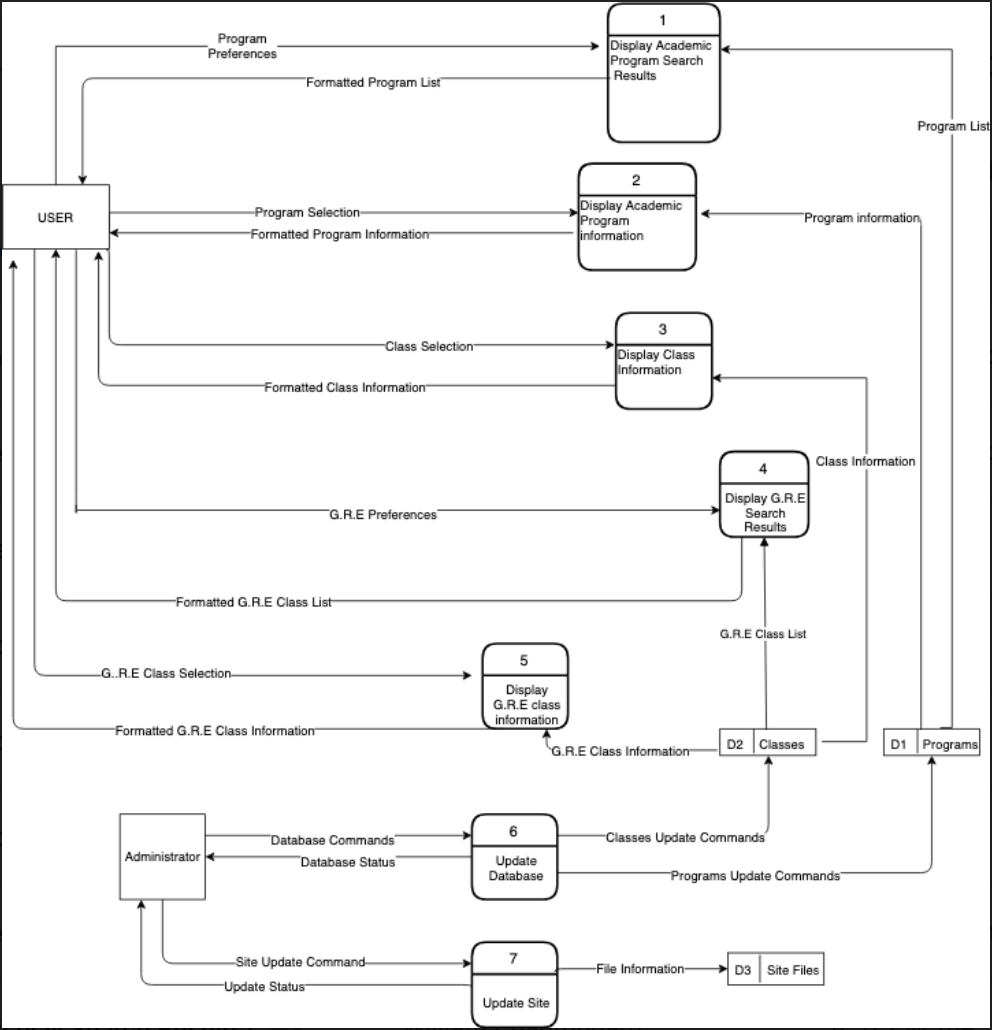 1
Program
Preferences
Display Academic
Program Search
Results
Formatted Program List
Program List
2
USER
Program Selection
Display Academic
Program
information
Program information
Formatted Program Information
3
Class Selection
Display Class
Information
Formatted Class Information
Class Information
4
Display G.R.E
Search
Results
G.R.E Preferences
Formatted G.R.E Class List
G.R.E Class List
5
G..R.E Class Selection
Display
G.R.E class
information
Formatted G.R.E Class Information
G.R.E Class Information
D2 Classes
D1 Programs
6
Administrator
Database Commands
Classes Update Commands
Database Status
Update
Database
Programs Update Commands
7
Site Update Command
File Information
D3 Site Files
Update Status
Update Site